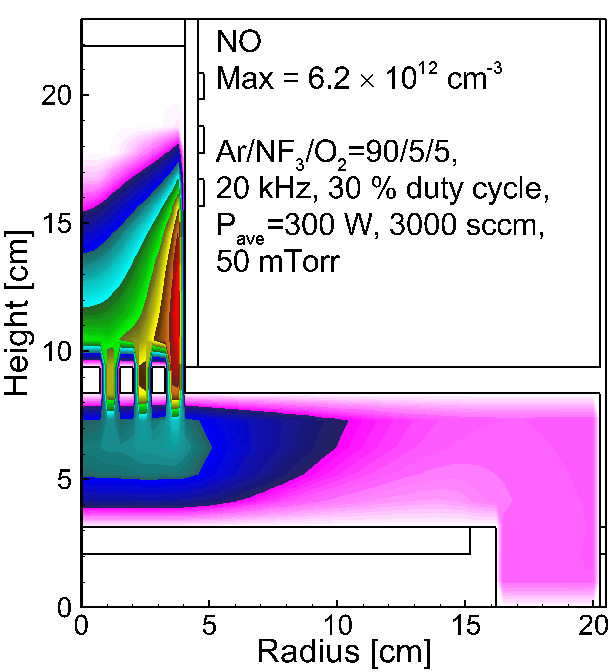 NO
Max = 6.2 × 10¹² cm⁻³
Ar/NF₃/O₂=90/5/5,
20 kHz, 30 % duty cycle,
Pₐᵥₑ=300 W, 3000 sccm,
50 mTorr
Height [cm]
20
15
10
5
0
0 5 10 15 20
Radius [cm]